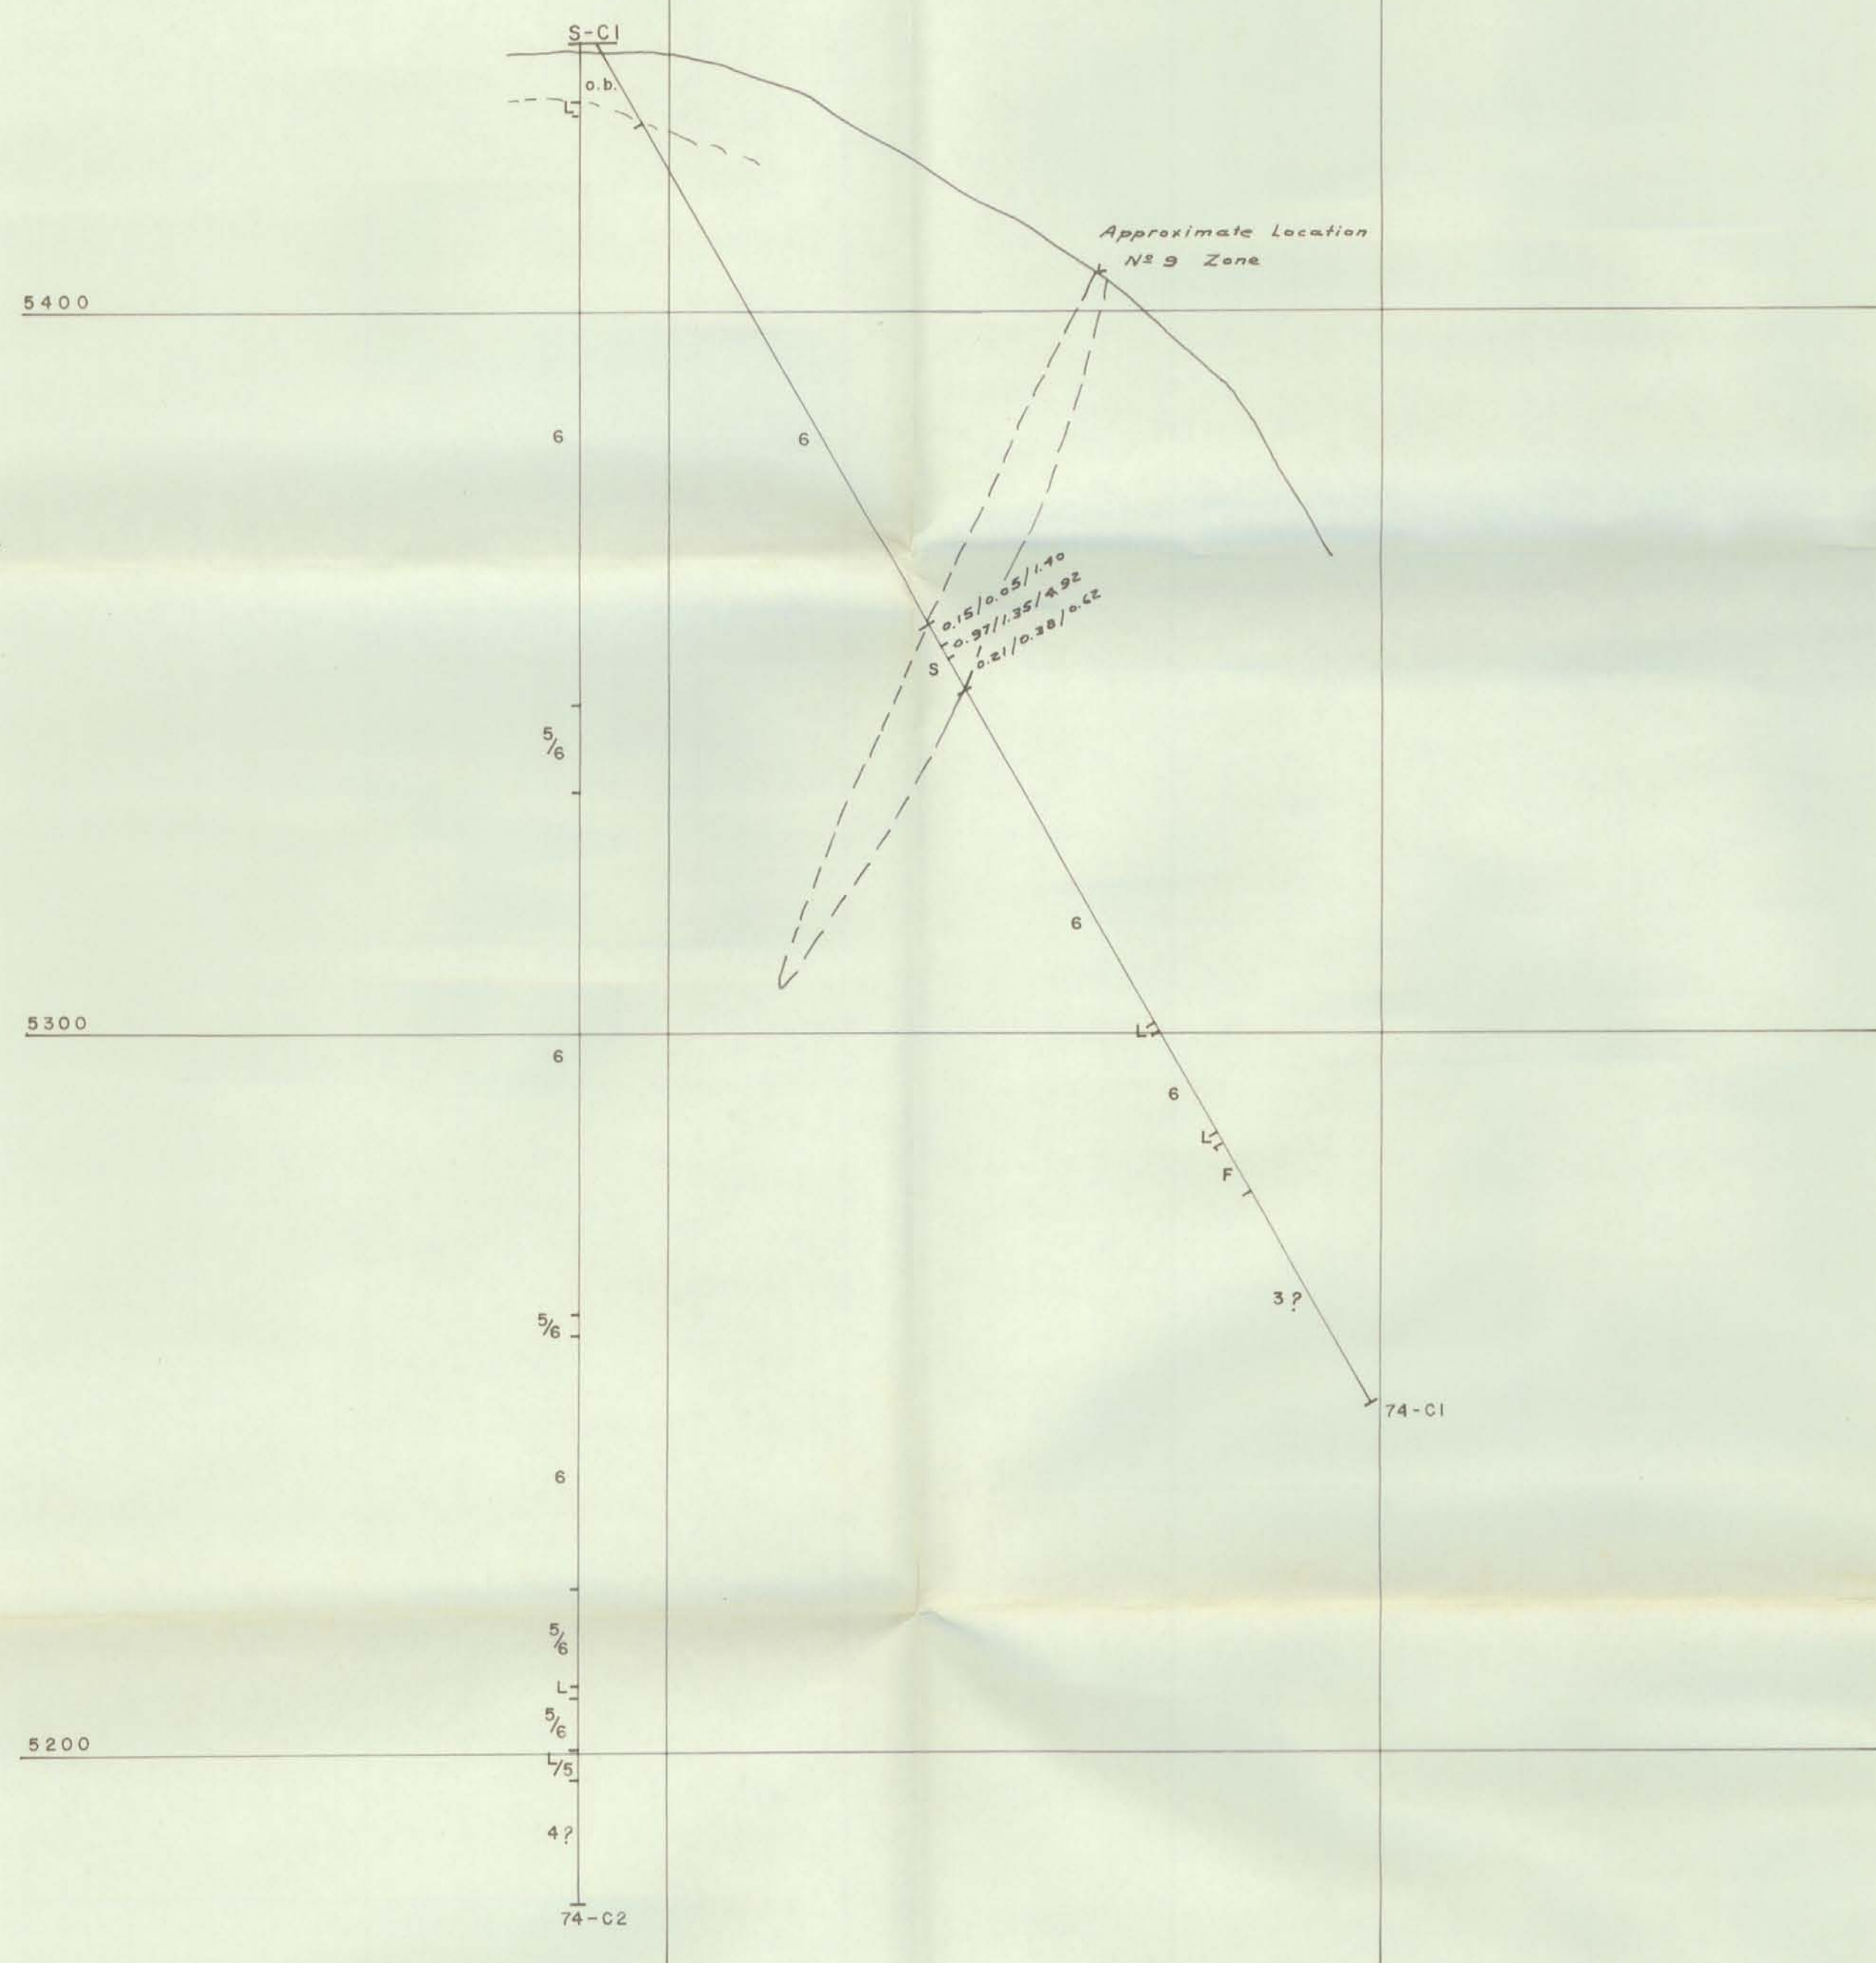 S-C1
o.b.
L
Approximate Location
Nº 9 Zone
5400
6
6
0.15/0.05/1.40
0.97/1.35/4.92
0.21/0.38/0.62
S
5/6
6
5300
L
6
6
L
F
3?
5/6
74-C1
6
5/6
L
5/6
5200
L/5
4?
74-C2